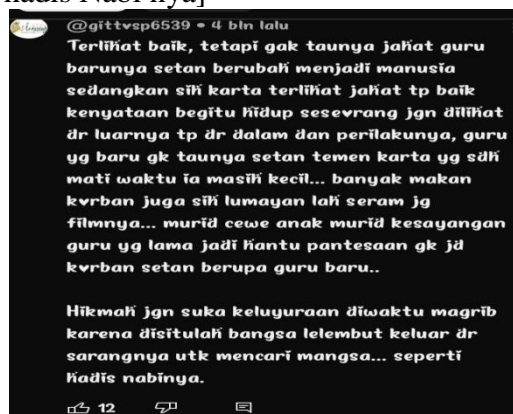 hadis Nabi nya]
@gittvsp6539 • 4 bln lalu
Terlihat baik, tetapi gak taunya jahat guru
barunya setan berubah menjadi manusia
sedangkan sih karta terlihat jahat tp baik
kenyataan begitu hidup sesevrang jgn dilihat
dr luarnya tp dr dalam dan perilakunya, guru
yg baru gk taunya setan temen karta yg sdh
mati waktu ia masih kecil... banyak makan
kvrban juga sih lumayan lah seram jg
filmnya... murid cewe anak murid kesayangan
guru yg lama jadi hantu pantesaan gk jd
kvrban setan berupa guru baru..
Hikmah jgn suka keluyuraan diwaktu magrib
karena disitulah bangsa lelembut keluar dr
sarangnya utk mencari mangsa... seperti
hadis nabinya.
12